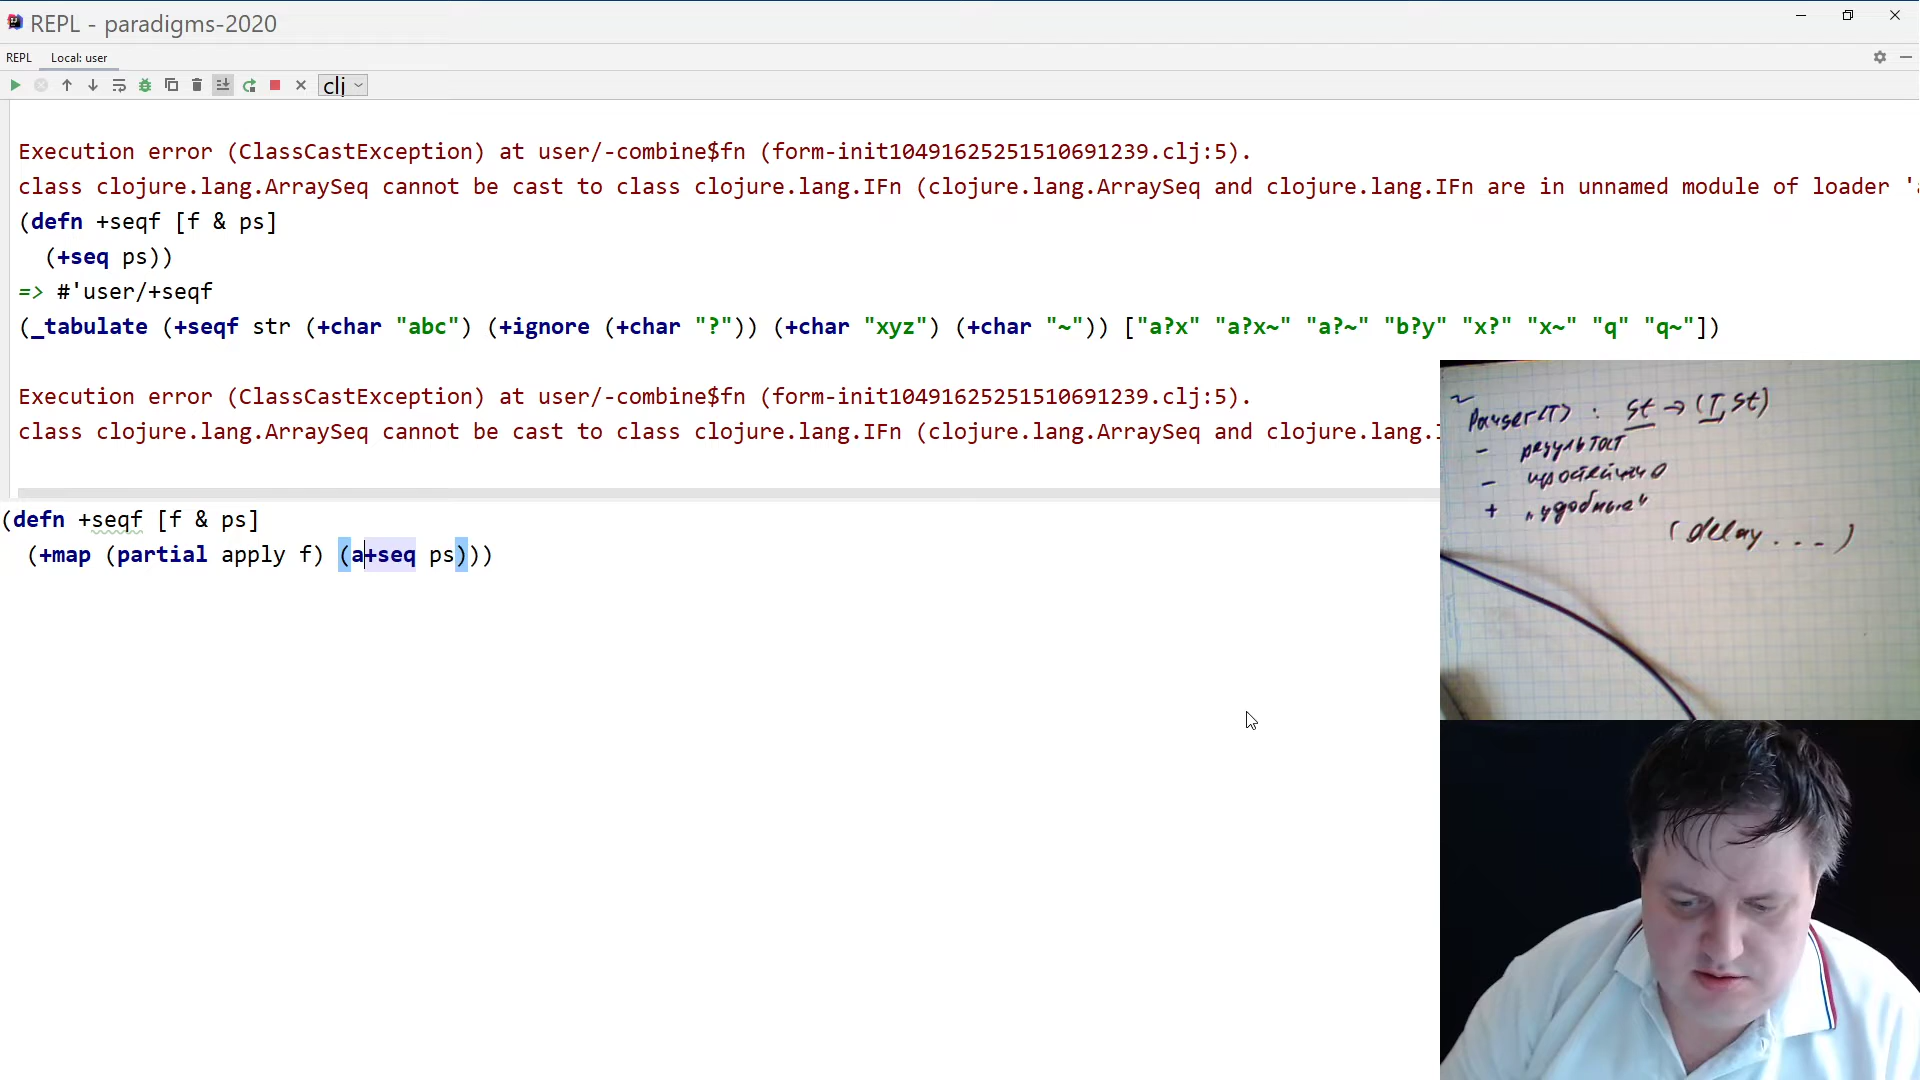 REPL - paradigms-2020
REPL Local: user
clj
Execution error (ClassCastException) at user/-combine$fn (form-init10491625251510691239.clj:5).
class clojure.lang.ArraySeq cannot be cast to class clojure.lang.IFn (clojure.lang.ArraySeq and clojure.lang.IFn are in unnamed module of loader 'a
(defn +seqf [f & ps]
(+seq ps))
=> #'user/+seqf
(_tabulate (+seqf str (+char "abc") (+ignore (+char "?")) (+char "xyz") (+char "~")) ["a?x" "a?x~" "a?~" "b?y" "x?" "x~" "q" "q~"])
Execution error (ClassCastException) at user/-combine$fn (form-init10491625251510691239.clj:5).
class clojure.lang.ArraySeq cannot be cast to class clojure.lang.IFn (clojure.lang.ArraySeq and clojure.lang.
(defn +seqf [f & ps]
(+map (partial apply f) (a+seq ps)))
: St → (T, St)
- результат
+ "удобные"
(delay . . . )